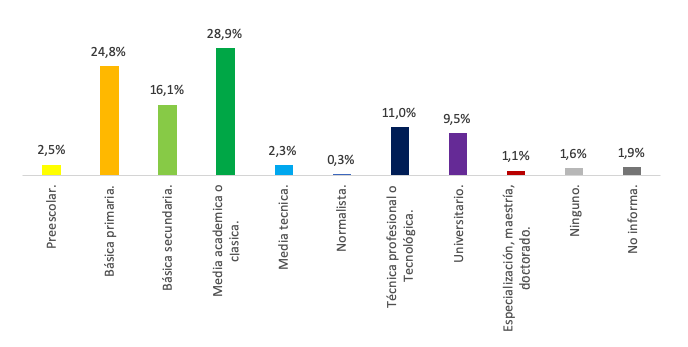 2,5%
24,8%
16,1%
28,9%
2,3%
0,3%
11,0%
9,5%
1,1%
1,6%
1,9%
Preescolar.
Básica primaria.
Básica secundaria.
Media academica o
clasica.
Media tecnica.
Normalista.
Técnica profesional o
Tecnológica.
Universitario.
Especialización, maestría,
doctorado.
Ninguno.
No informa.